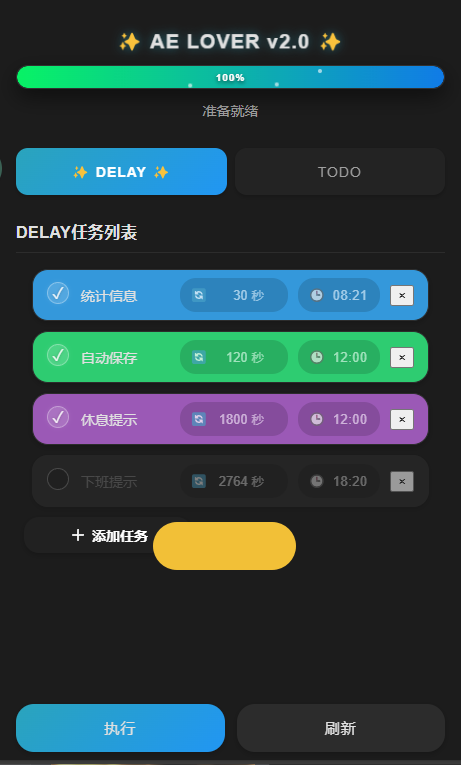 ✨ AE LOVER v2.0 ✨
100%
准备就绪
✨ DELAY ✨ TODO
DELAY任务列表
统计信息 30 秒 08:21 ×
自动保存 120 秒 12:00 ×
休息提示 1800 秒 12:00 ×
下班提示 2764 秒 18:20 ×
+ 添加任务
执行 刷新